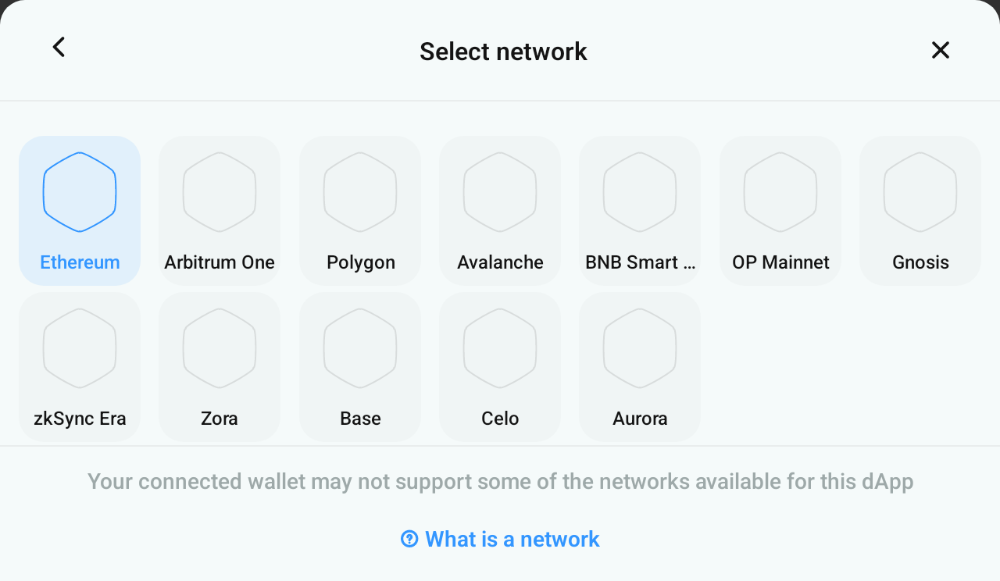 Select network
Ethereum
Arbitrum One
Polygon
Avalanche
BNB Smart ...
OP Mainnet
Gnosis
zkSync Era
Zora
Base
Celo
Aurora
Your connected wallet may not support some of the networks available for this dApp
What is a network